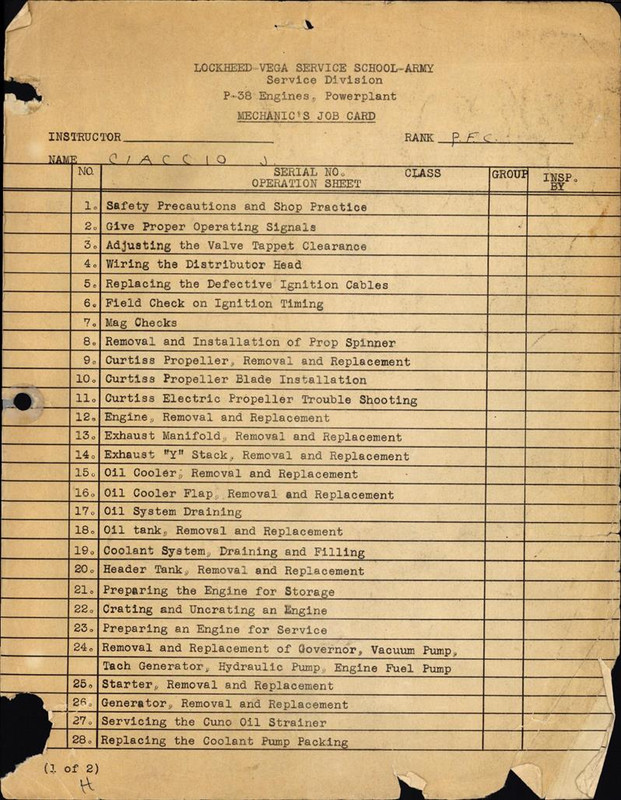 LOCKHEED-VEGA SERVICE SCHOOL-ARMY
Service Division
P-38 Engines, Powerplant
MECHANIC'S JOB CARD
INSTRUCTOR RANK P.F.C.
NAME CIACCIO J.
NO. SERIAL NO. CLASS GROUP INSP.
OPERATION SHEET BY
1. Safety Precautions and Shop Practice
2. Give Proper Operating Signals
3. Adjusting the Valve Tappet Clearance
4. Wiring the Distributor Head
5. Replacing the Defective Ignition Cables
6. Field Check on Ignition Timing
7. Mag Checks
8. Removal and Installation of Prop Spinner
9. Curtiss Propeller, Removal and Replacement
10. Curtiss Propeller Blade Installation
11. Curtiss Electric Propeller Trouble Shooting
12. Engine, Removal and Replacement
13. Exhaust Manifold, Removal and Replacement
14. Exhaust "Y" Stack, Removal and Replacement
15. Oil Cooler, Removal and Replacement
16. Oil Cooler Flap, Removal and Replacement
17. Oil System Draining
18. Oil tank, Removal and Replacement
19. Coolant System, Draining and Filling
20. Header Tank, Removal and Replacement
21. Preparing the Engine for Storage
22. Crating and Uncrating an Engine
23. Preparing an Engine for Service
24. Removal and Replacement of Governor, Vacuum Pump,
Tach Generator, Hydraulic Pump, Engine Fuel Pump
25. Starter, Removal and Replacement
26. Generator, Removal and Replacement
27. Servicing the Cuno Oil Strainer
28. Replacing the Coolant Pump Packing
(1 of 2)
H